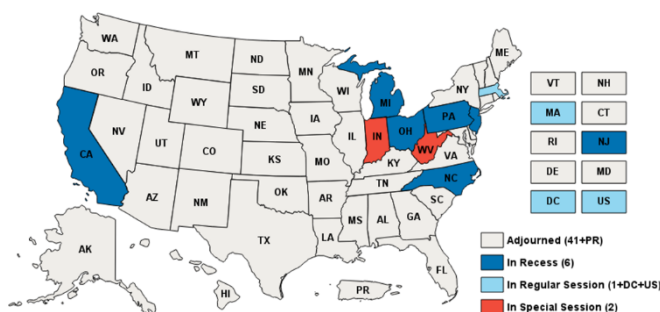 WA
OR
CA
NV
ID
MT
WY
UT
AZ
CO
NM
ND
SD
NE
KS
OK
TX
MN
IA
MO
AR
LA
WI
IL
MI
IN
OH
KY
TN
MS
AL
GA
FL
SC
NC
VA
WV
PA
NY
ME
AK
HI
PR
VT NH
MA CT
RI NJ
DE MD
DC US
Adjourned (41+PR)
In Recess (6)
In Regular Session (1+DC+US)
In Special Session (2)